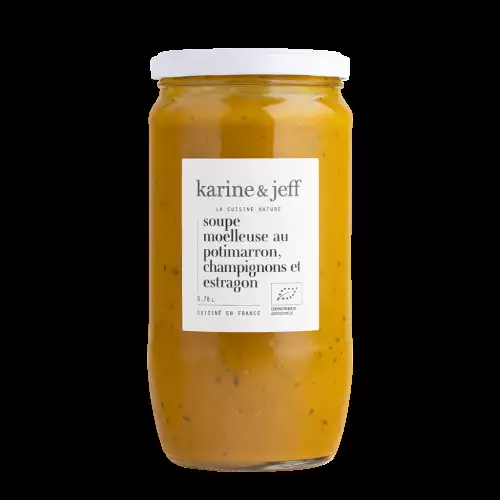 karine & jeff
LA CUISINE NATURE
soupe
moelleuse au
potimarron,
champignons et
estragon
0,78 L
CUISINÉ EN FRANCE